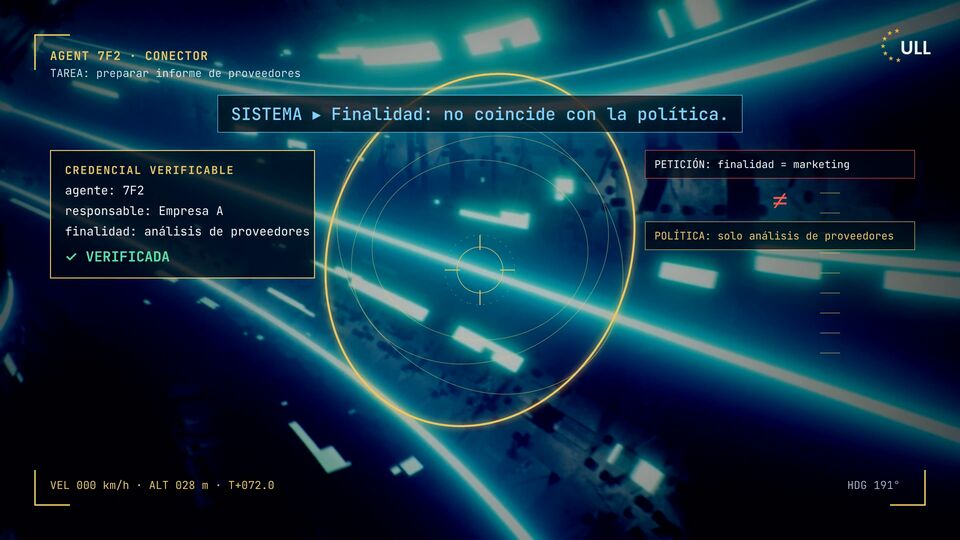 AGENT 7F2 · CONECTOR
TAREA: preparar informe de proveedores
ULL
SISTEMA ▸ Finalidad: no coincide con la política.
CREDENCIAL VERIFICABLE
agente: 7F2
responsable: Empresa A
finalidad: análisis de proveedores
✓ VERIFICADA
PETICIÓN: finalidad = marketing
≠
POLÍTICA: solo análisis de proveedores
VEL 000 km/h · ALT 028 m · T+072.0
HDG 191°